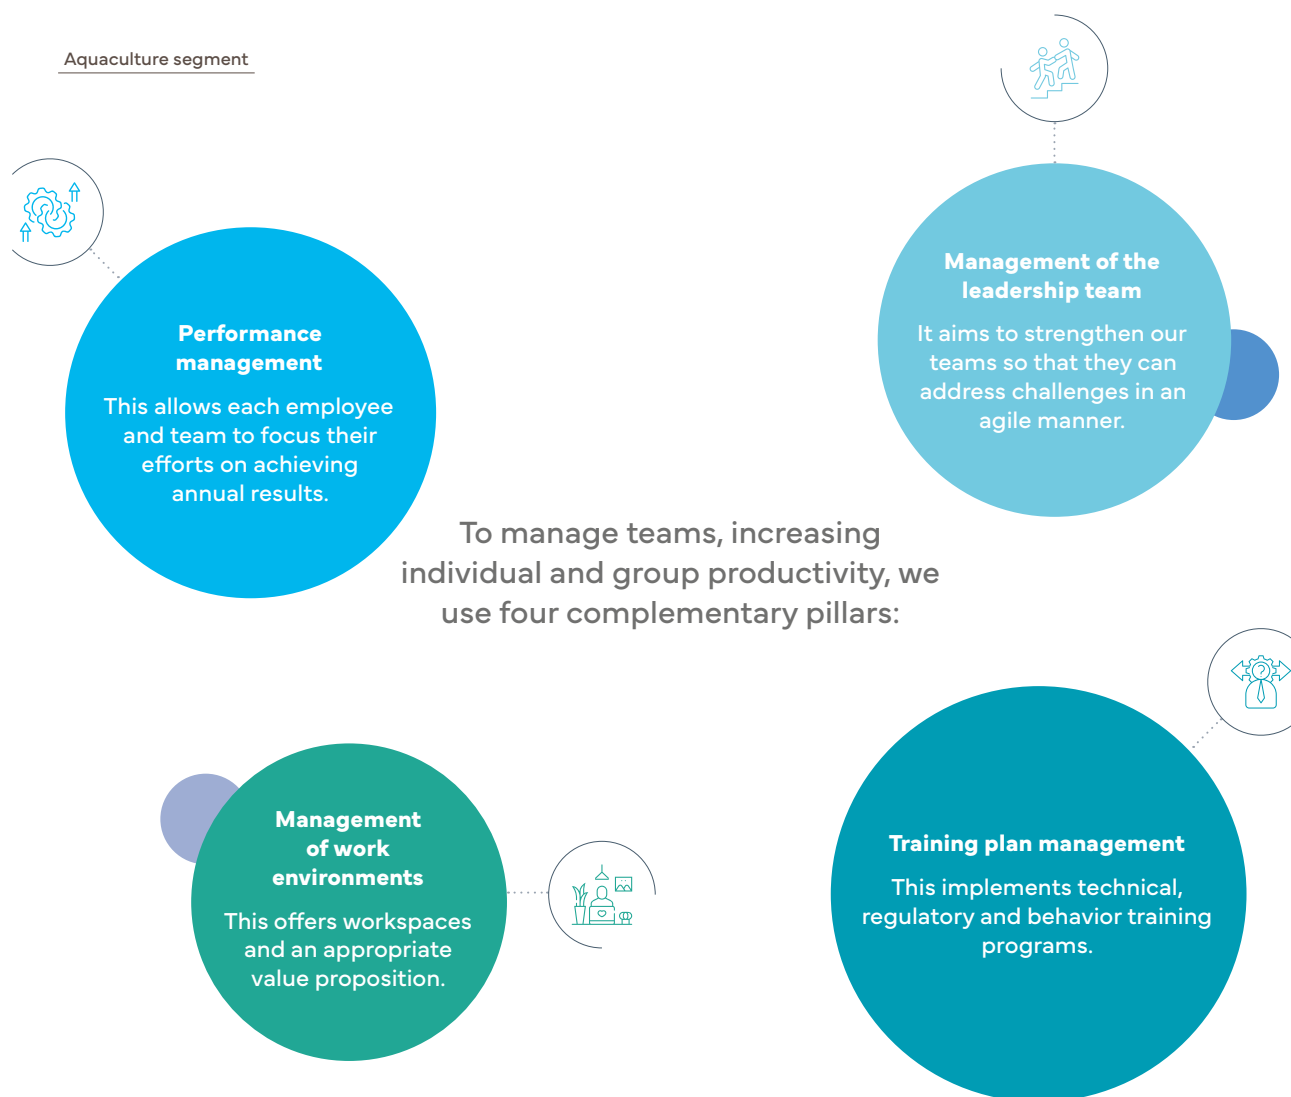 Aquaculture segment
Performance
management
This allows each employee
and team to focus their
efforts on achieving
annual results.
Management of the
leadership team
It aims to strengthen our
teams so that they can
address challenges in an
agile manner.
To manage teams, increasing
individual and group productivity, we
use four complementary pillars:
Management
of work
environments
This offers workspaces
and an appropriate
value proposition.
Training plan management
This implements technical,
regulatory and behavior training
programs.